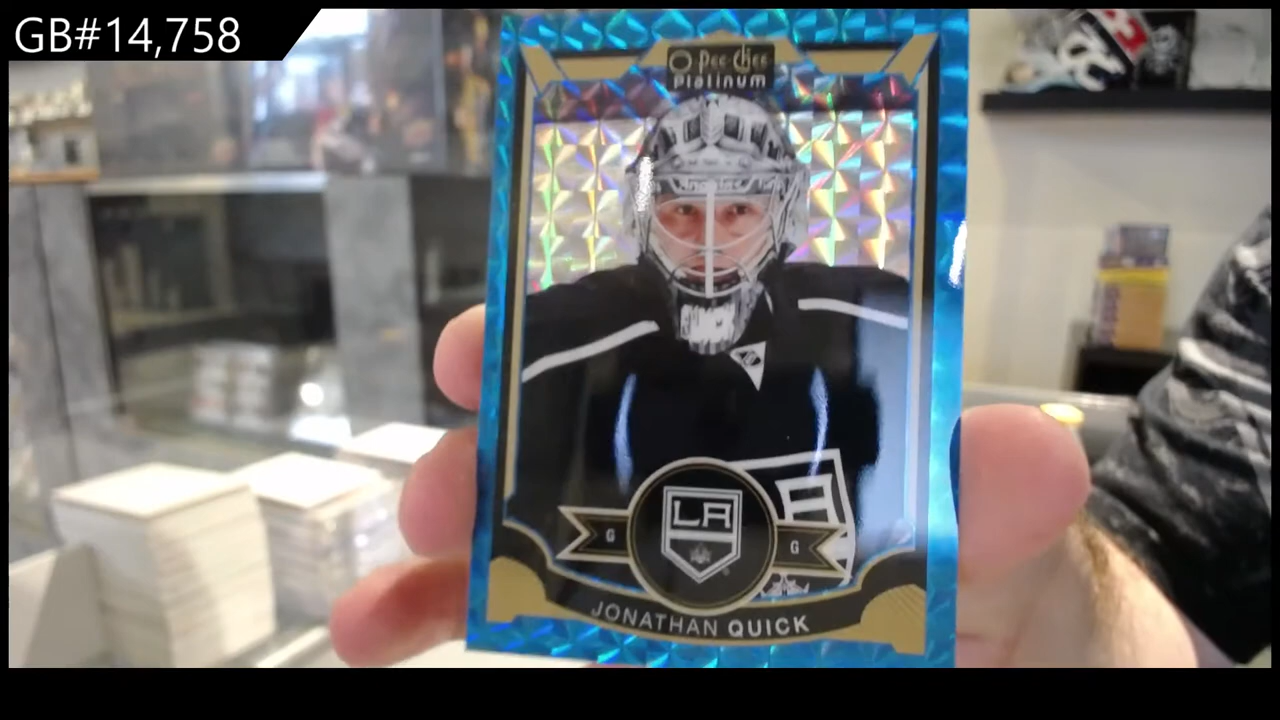 GB#14,758
O-Pee-Chee
Platinum
LA
G
G
JONATHAN QUICK